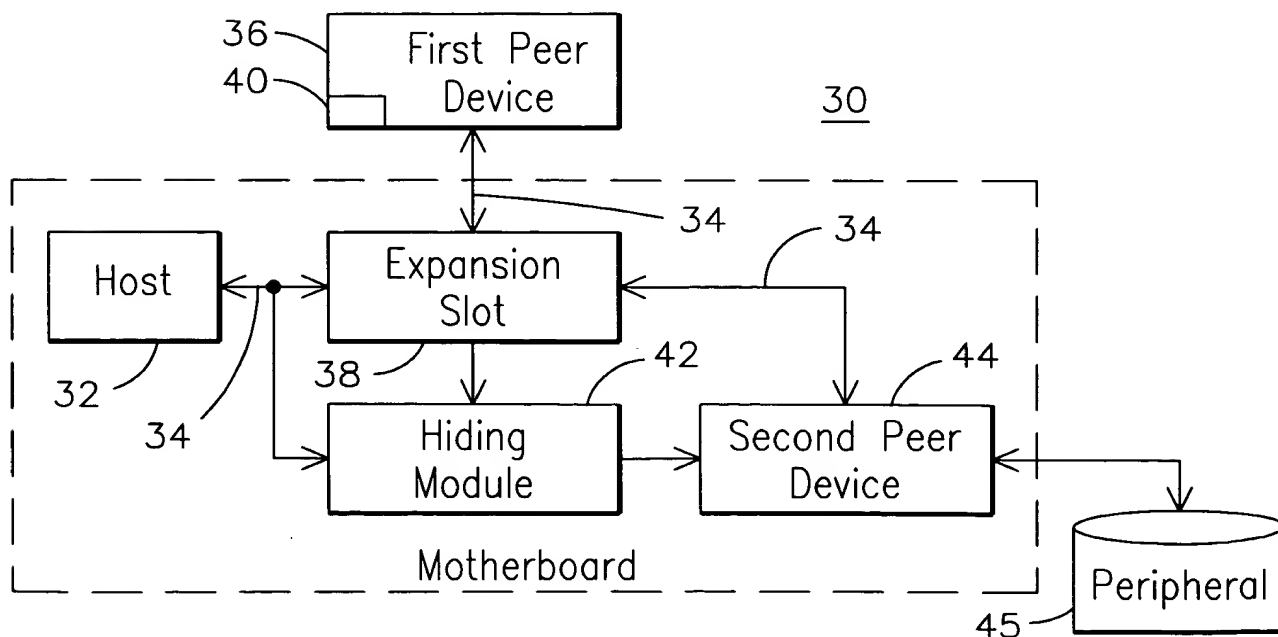 36
First Peer
Device
40
30
34
34
Host
Expansion
Slot
32
34
38
42
44
Hiding
Module
Second Peer
Device
Motherboard
Peripheral
45